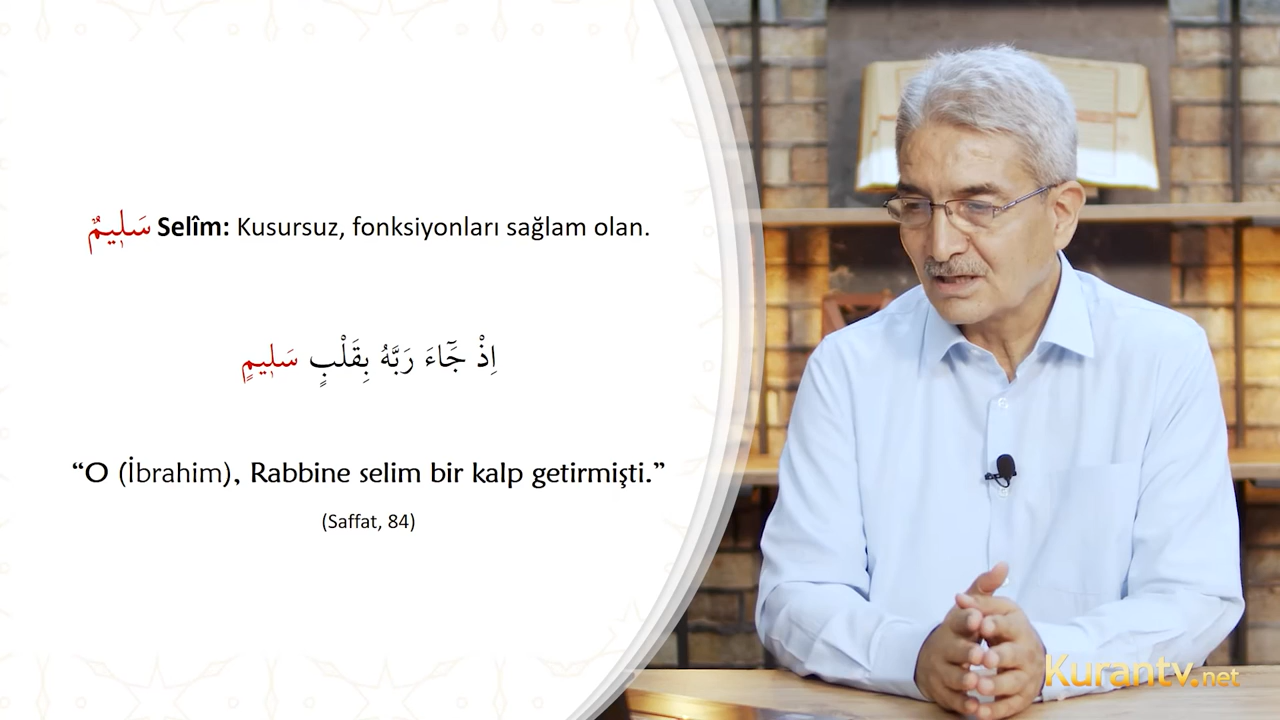 سَل۪يمٌ Selîm: Kusursuz, fonksiyonları sağlam olan.
اِذْ جَٓاءَ رَبَّهُ بِقَلْبٍ سَل۪يمٍ
“O (İbrahim), Rabbine selim bir kalp getirmişti.”
(Saffat, 84)
Kurantv.net